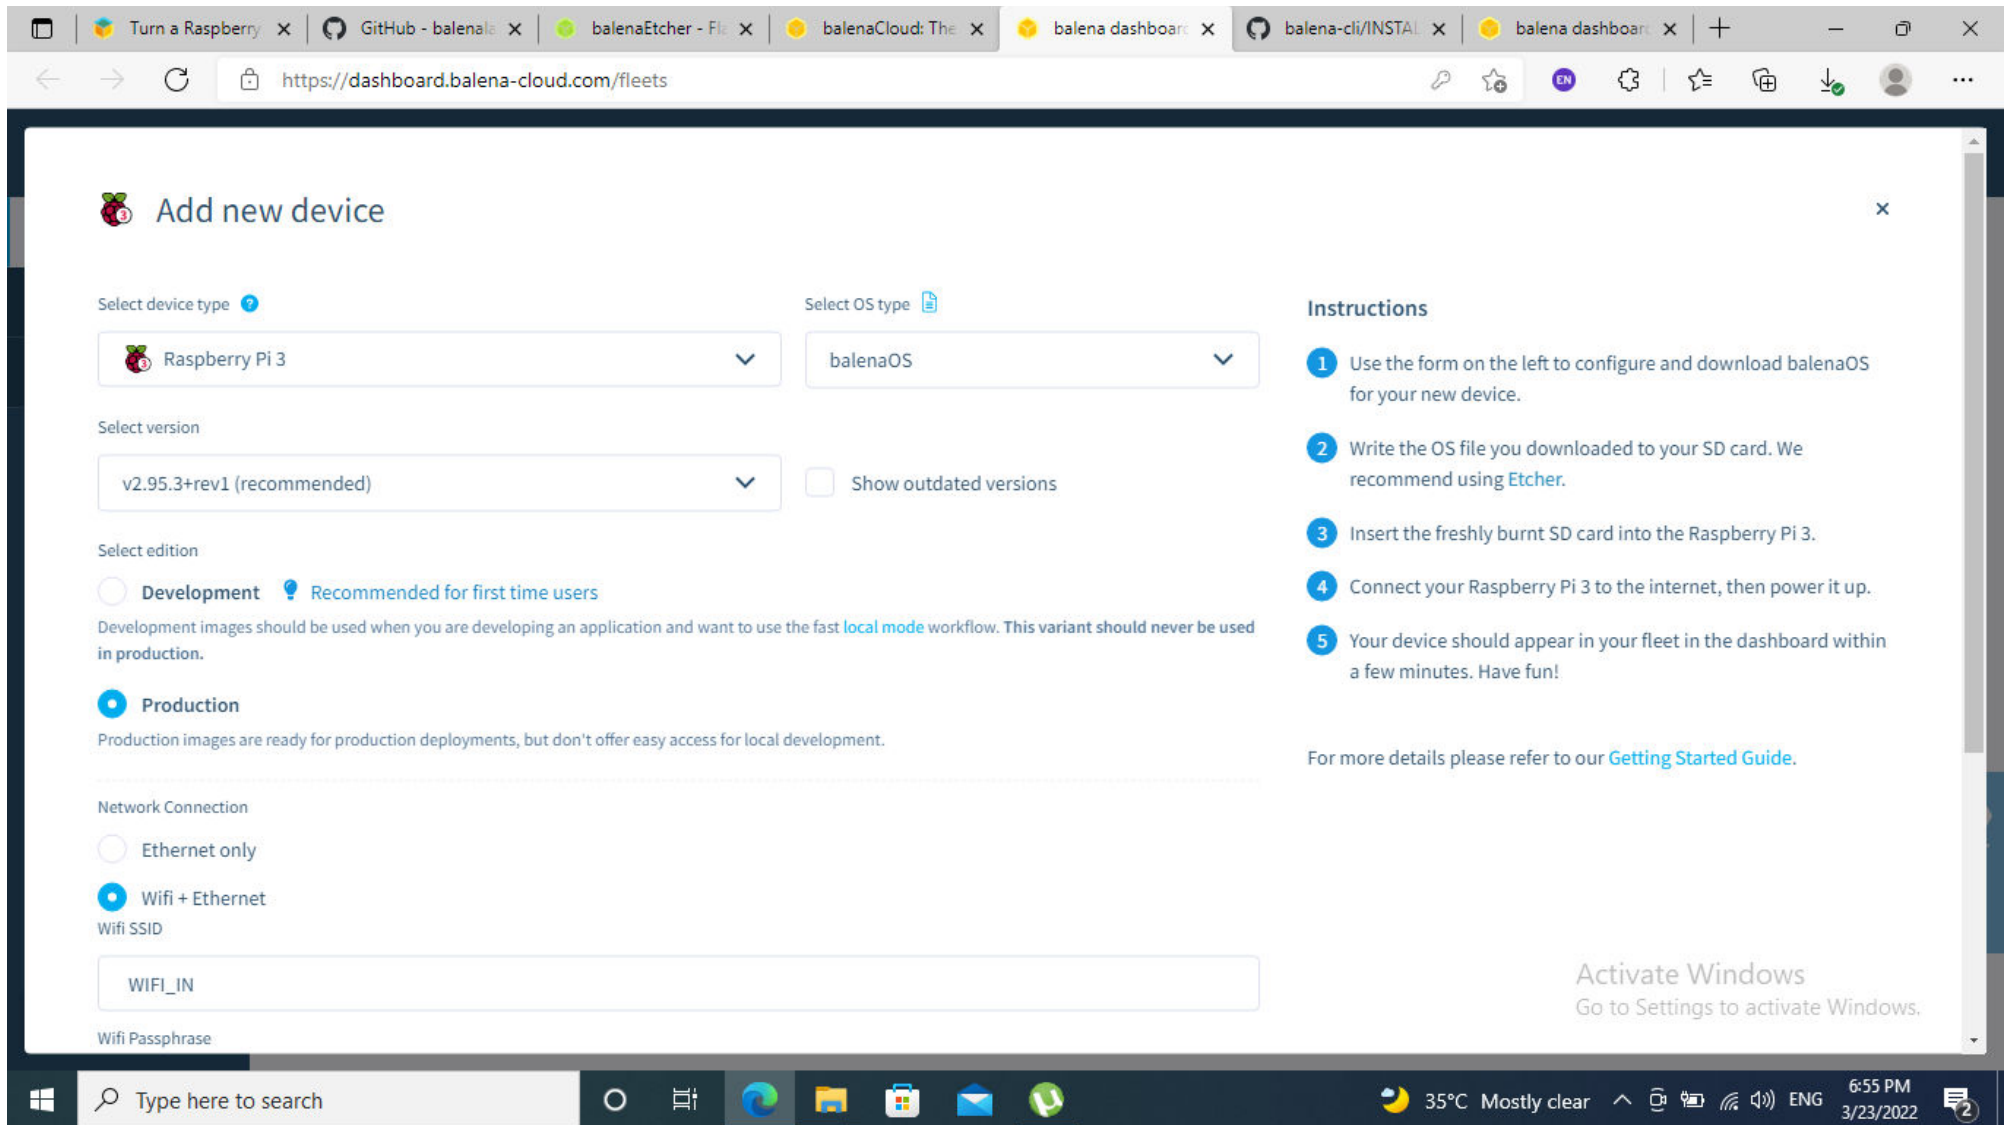 Turn a Raspberry
GitHub - balenala
balenaEtcher - Fla
balenaCloud: The
balena dashboard
balena-cli/INSTAL
balena dashboard
https://dashboard.balena-cloud.com/fleets
EN
Add new device
Select device type
Select OS type
Raspberry Pi 3
balenaOS
Select version
v2.95.3+rev1 (recommended)
Show outdated versions
Select edition
Development Recommended for first time users
Development images should be used when you are developing an application and want to use the fast local mode workflow. This variant should never be used
in production.
Production
Production images are ready for production deployments, but don't offer easy access for local development.
Network Connection
Ethernet only
Wifi + Ethernet
Wifi SSID
WIFI_IN
Wifi Passphrase
Instructions
1 Use the form on the left to configure and download balenaOS
for your new device.
2 Write the OS file you downloaded to your SD card. We
recommend using Etcher.
3 Insert the freshly burnt SD card into the Raspberry Pi 3.
4 Connect your Raspberry Pi 3 to the internet, then power it up.
5 Your device should appear in your fleet in the dashboard within
a few minutes. Have fun!
For more details please refer to our Getting Started Guide.
Activate Windows
Go to Settings to activate Windows.
Type here to search
35°C Mostly clear
ENG
6:55 PM
3/23/2022
2